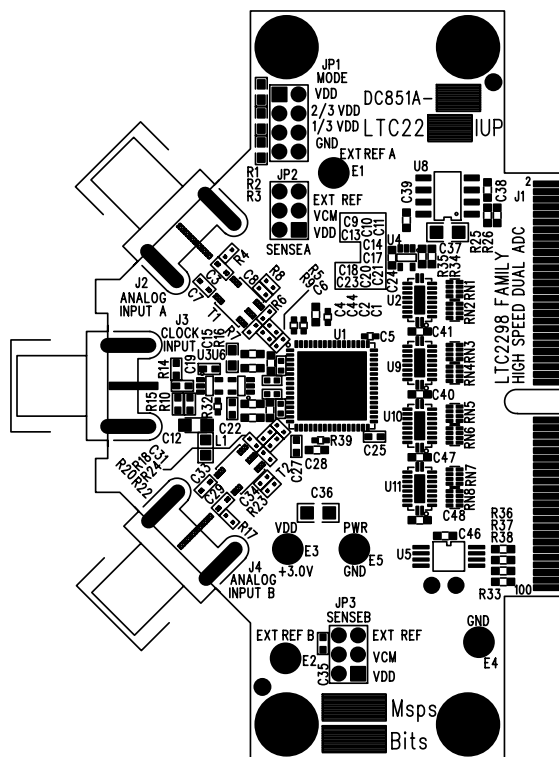 JP1
MODE
VDD
2/3 VDD
1/3 VDD
GND
R1
R2
R3
DC851A-
LTC22
IUP
EXT REF A
E1
JP2
EXT REF
VCM
VDD
SENSEA
U8
2
J1
C39
C38
C37
R25
R26
R35
R34
C9
C10
C11
C13
C14
C17
C18
C21
C23
C22
U4
C24
LTC2298 FAMILY
HIGH SPEED DUAL ADC
J2
ANALOG
INPUT A
C7
C3
R4
C8
R8
R6
T1
C6
C4
C44
C2
C1
U2
RN1
RN2
C41
J3
CLOCK
INPUT
C19
C15
R16
U3
U6
U1
C5
U9
RN3
RN4
C40
R14
R15
R10
R32
C12
C22
L1
R39
C25
C28
C27
U10
RN5
RN6
C47
R18
R20
R24
R22
C31
C33
C29
C34
R23
T2
R17
C36
U11
RN7
RN8
C48
VDD
E3
+3.0V
PWR
E5
GND
C46
U5
R36
R37
R38
R33
100
J4
ANALOG
INPUT B
JP3
SENSEB
EXT REF B
E2
C35
EXT REF
VCM
VDD
GND
E4
Msps
Bits